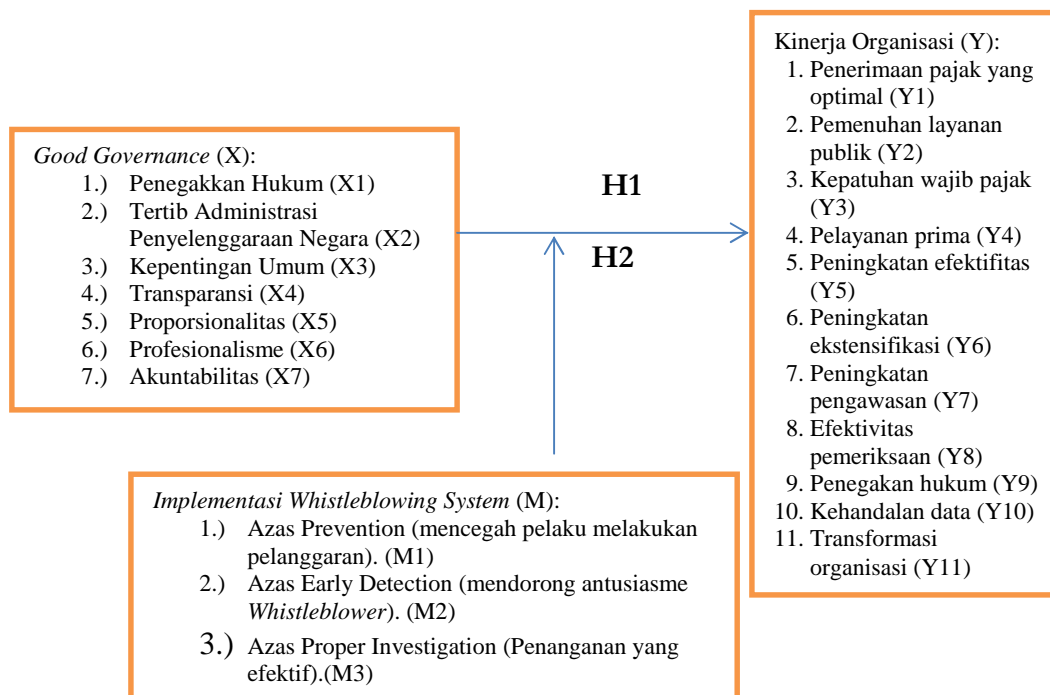 Good Governance (X):
1.) Penegakkan Hukum (X1)
2.) Tertib Administrasi
Penyelenggaraan Negara (X2)
3.) Kepentingan Umum (X3)
4.) Transparansi (X4)
5.) Proporsionalitas (X5)
6.) Profesionalisme (X6)
7.) Akuntabilitas (X7)
H1
H2
Kinerja Organisasi (Y):
1. Penerimaan pajak yang
optimal (Y1)
2. Pemenuhan layanan
publik (Y2)
3. Kepatuhan wajib pajak
(Y3)
4. Pelayanan prima (Y4)
5. Peningkatan efektifitas
(Y5)
6. Peningkatan
ekstensifikasi (Y6)
7. Peningkatan
pengawasan (Y7)
8. Efektivitas
pemeriksaan (Y8)
9. Penegakan hukum (Y9)
10. Kehandalan data (Y10)
11. Transformasi
organisasi (Y11)
Implementasi Whistleblowing System (M):
1.) Azas Prevention (mencegah pelaku melakukan
pelanggaran). (M1)
2.) Azas Early Detection (mendorong antusiasme
Whistleblower). (M2)
3.) Azas Proper Investigation (Penanganan yang
efektif).(M3)